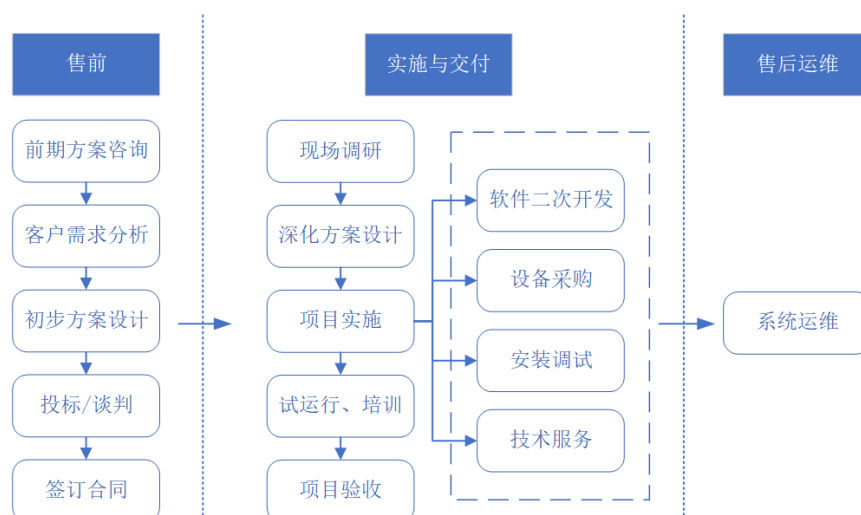 售前
前期方案咨询
客户需求分析
初步方案设计
投标/谈判
签订合同
实施与交付
现场调研
深化方案设计
项目实施
试运行、培训
项目验收
软件二次开发
设备采购
安装调试
技术服务
售后运维
系统运维